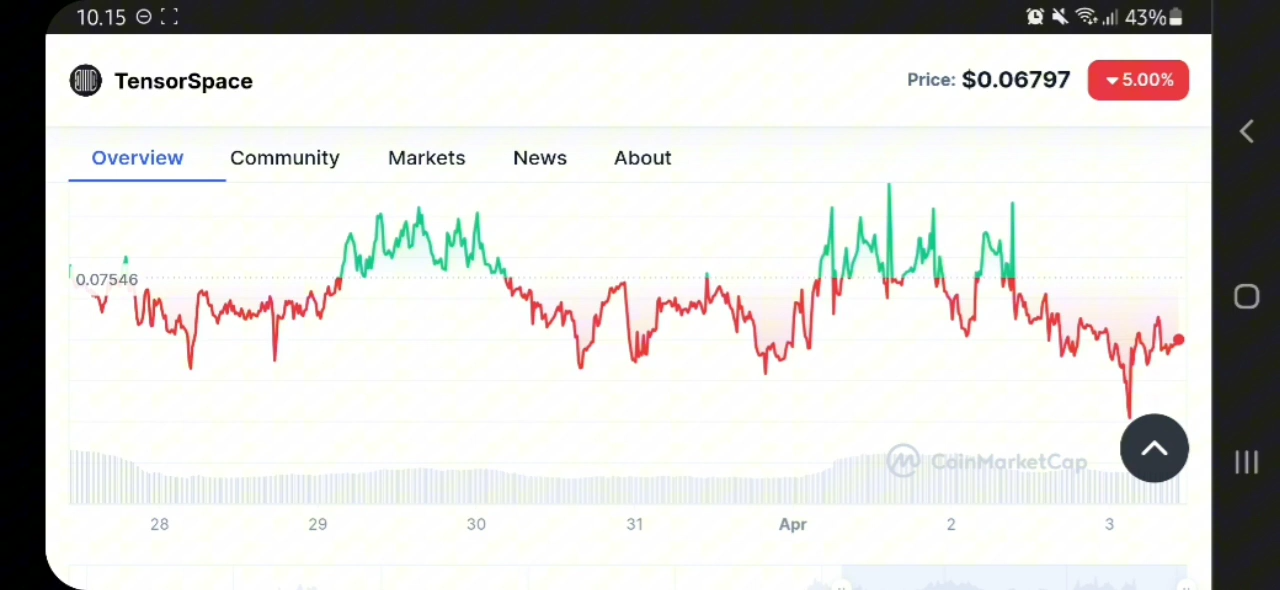 10.15 43%
TensorSpace Price: $0.06797 5.00%
Overview Community Markets News About
0.07546
CoinMarketCap
28 29 30 31 Apr 2 3